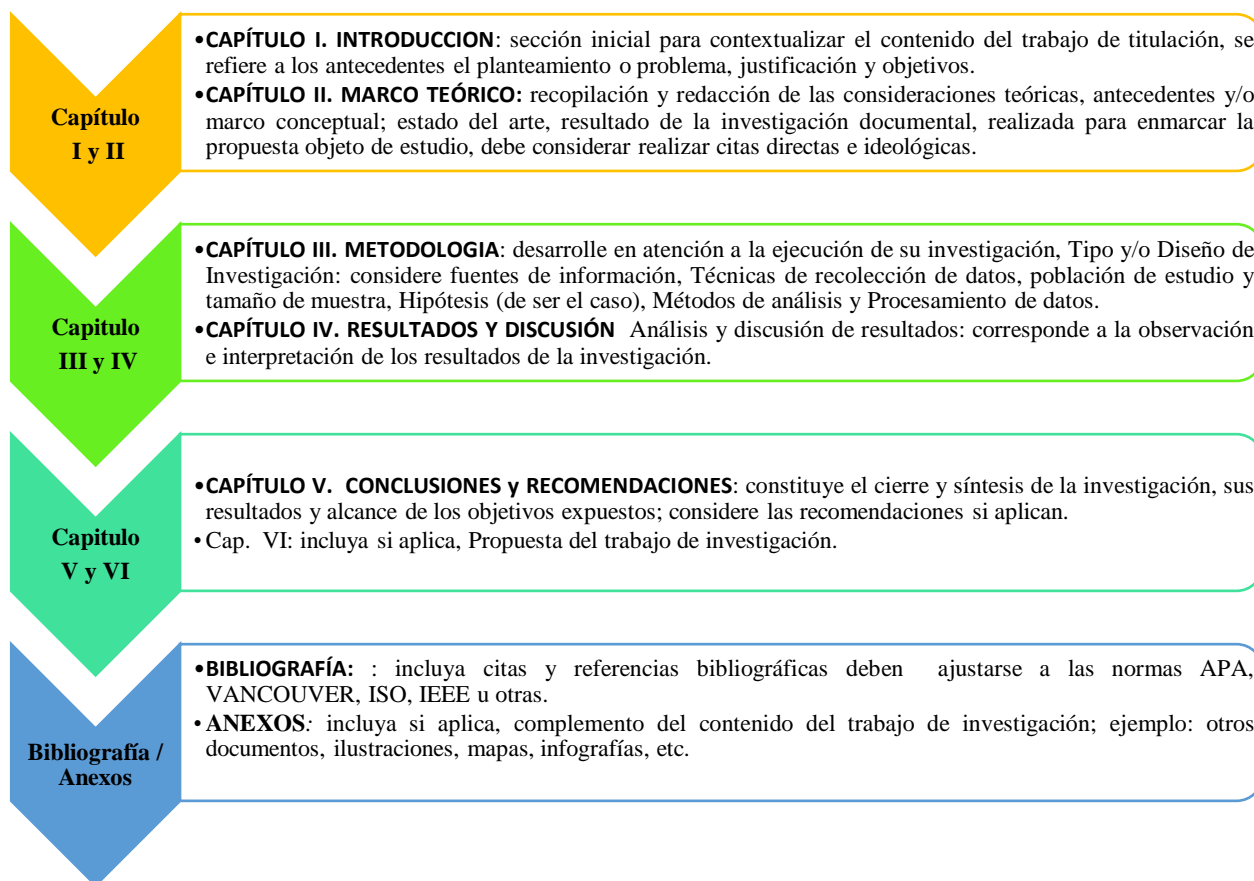 Capítulo
I y II
•CAPÍTULO I. INTRODUCCION: sección inicial para contextualizar el contenido del trabajo de titulación, se
refiere a los antecedentes el planteamiento o problema, justificación y objetivos.
•CAPÍTULO II. MARCO TEÓRICO: recopilación y redacción de las consideraciones teóricas, antecedentes y/o
marco conceptual; estado del arte, resultado de la investigación documental, realizada para enmarcar la
propuesta objeto de estudio, debe considerar realizar citas directas e ideológicas.
Capitulo
III y IV
•CAPÍTULO III. METODOLOGIA: desarrolle en atención a la ejecución de su investigación, Tipo y/o Diseño de
Investigación: considere fuentes de información, Técnicas de recolección de datos, población de estudio y
tamaño de muestra, Hipótesis (de ser el caso), Métodos de análisis y Procesamiento de datos.
•CAPÍTULO IV. RESULTADOS Y DISCUSIÓN Análisis y discusión de resultados: corresponde a la observación
e interpretación de los resultados de la investigación.
Capitulo
V y VI
•CAPÍTULO V. CONCLUSIONES y RECOMENDACIONES: constituye el cierre y síntesis de la investigación, sus
resultados y alcance de los objetivos expuestos; considere las recomendaciones si aplican.
• Cap. VI: incluya si aplica, Propuesta del trabajo de investigación.
Bibliografía /
Anexos
•BIBLIOGRAFÍA: : incluya citas y referencias bibliográficas deben ajustarse a las normas APA,
VANCOUVER, ISO, IEEE u otras.
• ANEXOS: incluya si aplica, complemento del contenido del trabajo de investigación; ejemplo: otros
documentos, ilustraciones, mapas, infografías, etc.